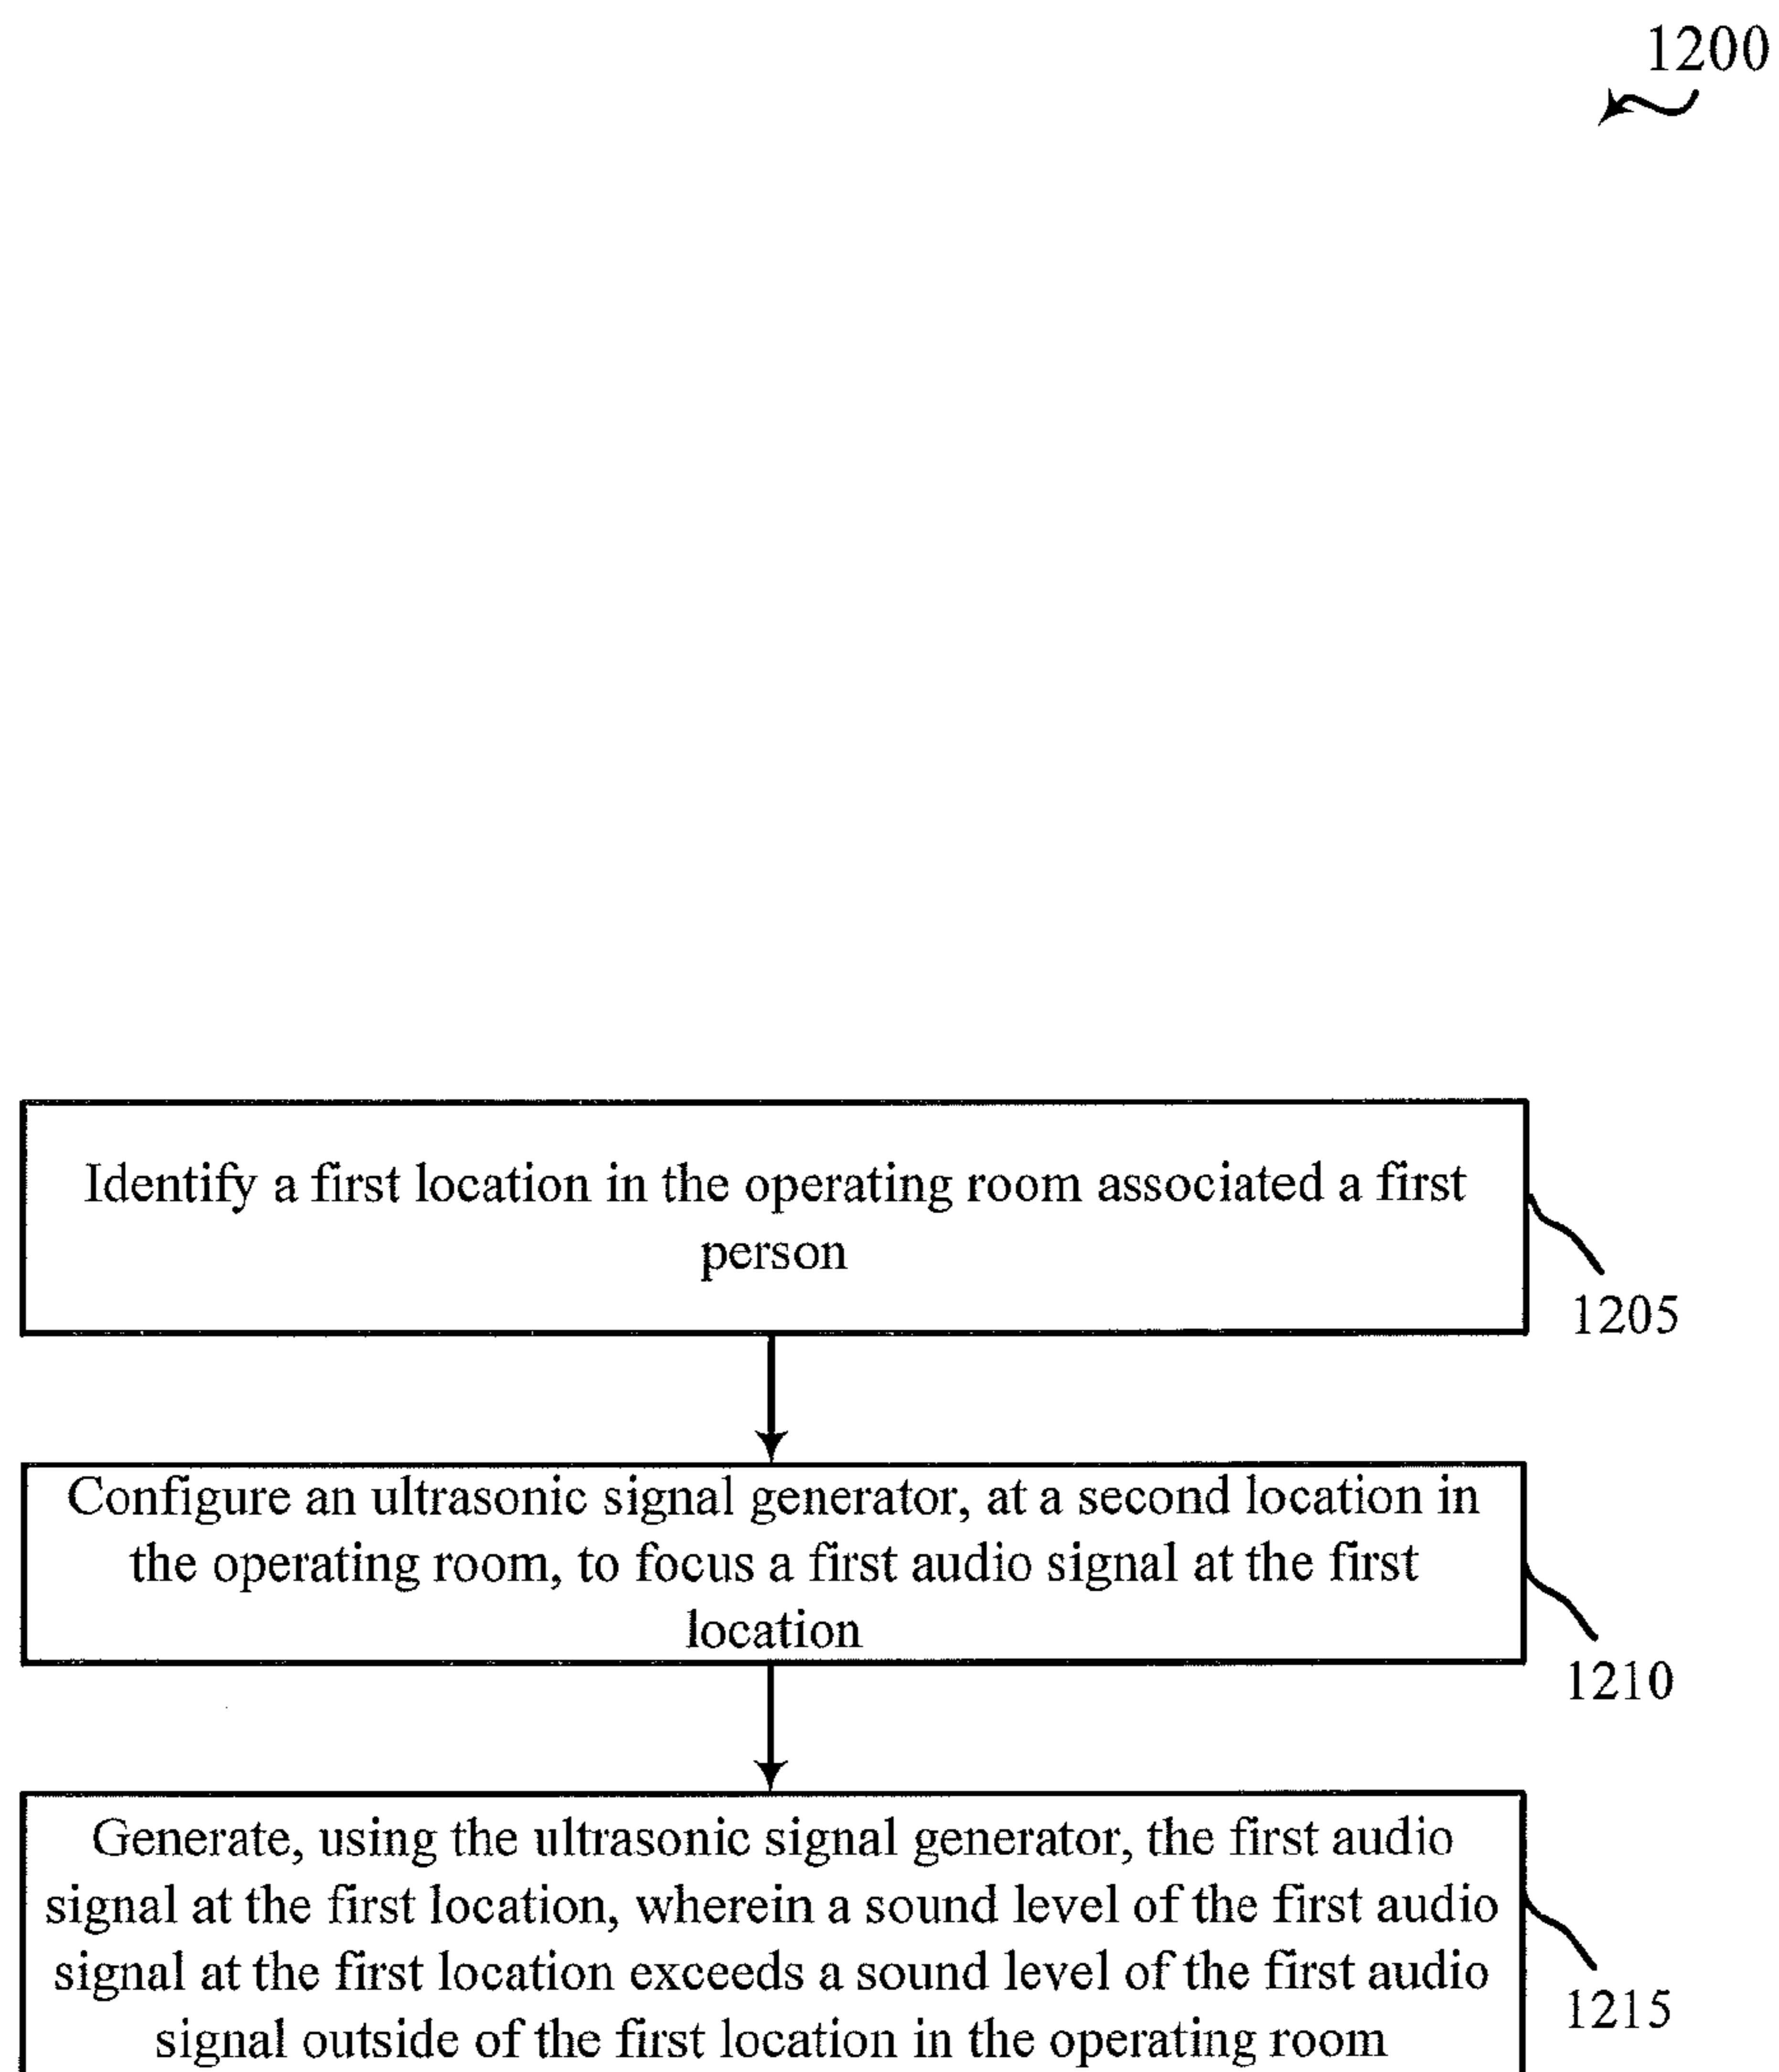 1200
Identify a first location in the operating room associated a first
person
1205
Configure an ultrasonic signal generator, at a second location in
the operating room, to focus a first audio signal at the first
location
1210
Generate, using the ultrasonic signal generator, the first audio
signal at the first location, wherein a sound level of the first audio
signal at the first location exceeds a sound level of the first audio
signal outside of the first location in the operating room
1215